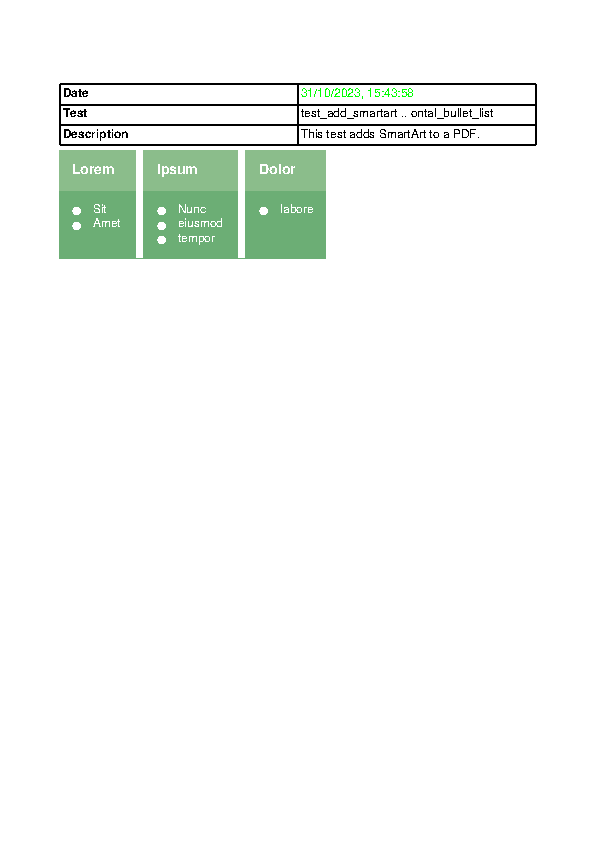 Date 31/10/2023, 15:43:58
Test test_add_smartart .. ontal_bullet_list
Description This test adds SmartArt to a PDF.
Lorem Ipsum Dolor
Sit Nunc labore
Amet eiusmod
tempor